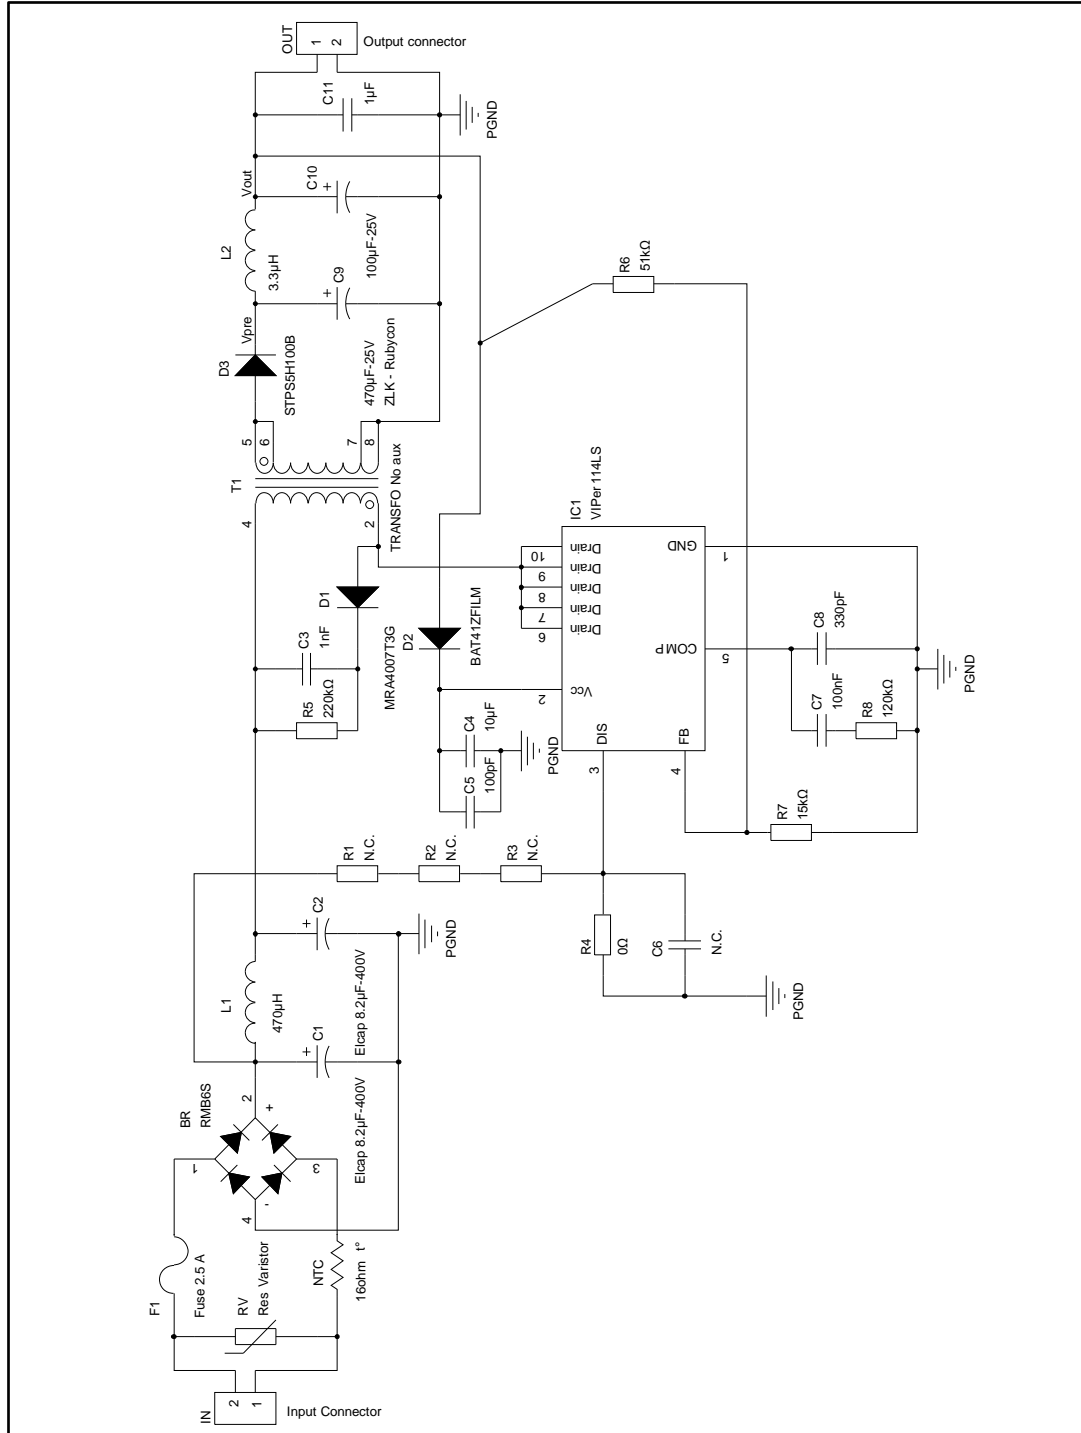 OUT
1
2
Output connector
C11
1µF
PGND
Vout
C10
100µF-25V
L2
3.3µH
C9
470µF-25V
ZLK - Rubycon
Vpre
D3
STPS5H100B
R6
51kΩ
5
6
7
8
T1
TRANSFO No aux
4
2
D1
MRA4007T3G
C3
1nF
R5
220kΩ
D2
BAT41ZFILM
C4
10µF
C5
100pF
PGND
IC1
VIPer 114LS
10
9
8
7
6
Drain
Drain
Drain
Drain
Drain
GND
1
COMP
5
Vcc
2
DIS
3
FB
4
C8
330pF
C7
100nF
R8
120kΩ
PGND
R7
15kΩ
R1
N.C.
R2
N.C.
R3
N.C.
R4
0Ω
C6
N.C.
PGND
C2
+
Elcap 8.2µF-400V
PGND
L1
470µH
C1
+
Elcap 8.2µF-400V
BR
RMB6S
2
+
1
3
4
-
F1
Fuse 2.5 A
RV
Res Varistor
NTC
16ohm t°
IN
2
1
Input Connector
+
+